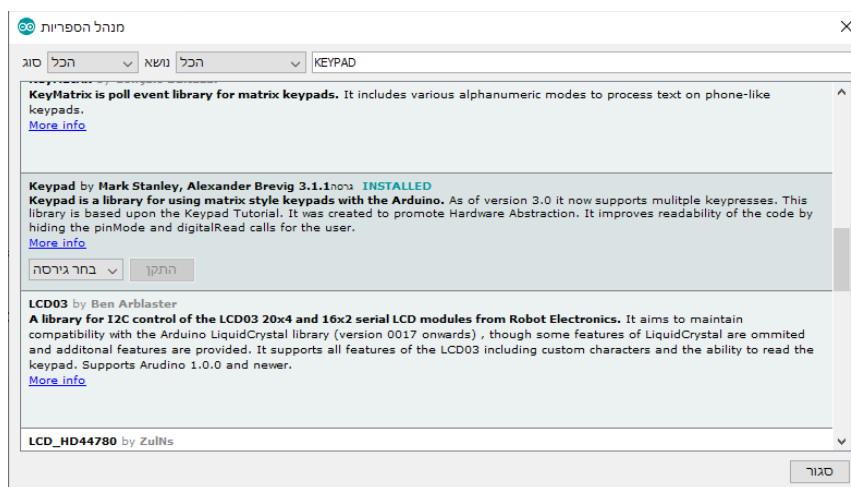 מנהל הספריות
סוג הכל נושא הכל KEYPAD
KeyMatrix is poll event library for matrix keypads. It includes various alphanumeric modes to process text on phone-like
keypads.
More info
Keypad by Mark Stanley, Alexander Brevig 3.1.1גרסה INSTALLED
Keypad is a library for using matrix style keypads with the Arduino. As of version 3.0 it now supports mulitple keypresses. This
library is based upon the Keypad Tutorial. It was created to promote Hardware Abstraction. It improves readability of the code by
hiding the pinMode and digitalRead calls for the user.
More info
בחר גירסה התקן
LCD03 by Ben Arblaster
A library for I2C control of the LCD03 20x4 and 16x2 serial LCD modules from Robot Electronics. It aims to maintain
compatibility with the Arduino LiquidCrystal library (version 0017 onwards) , though some features of LiquidCrystal are ommited
and additonal features are provided. It supports all features of the LCD03 including custom characters and the ability to read the
keypad. Supports Arudino 1.0.0 and newer.
More info
LCD_HD44780 by ZulNs
סגור